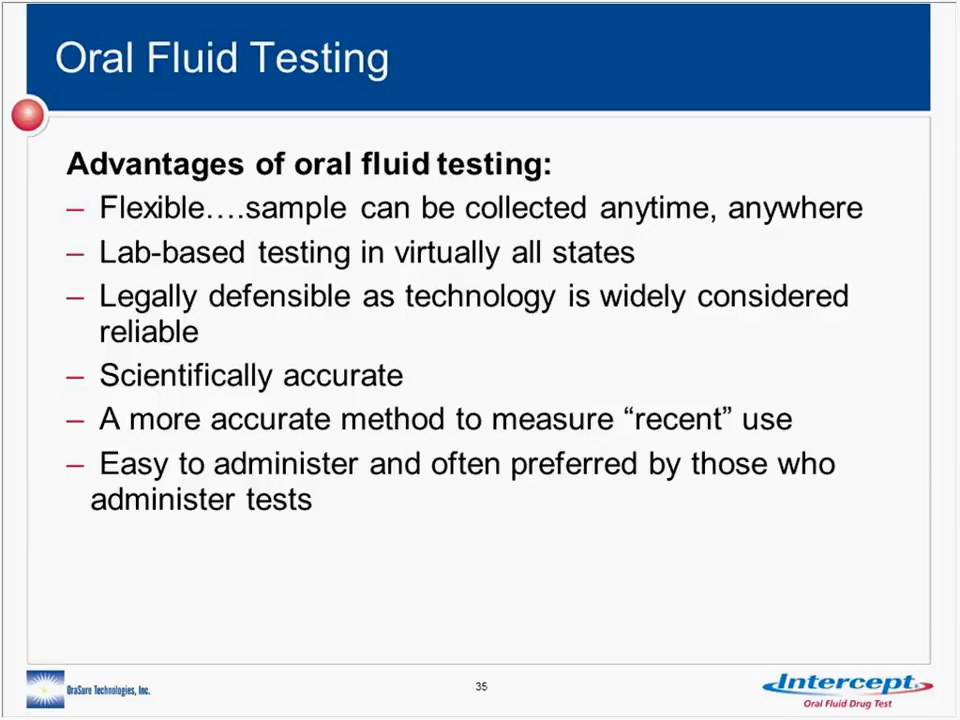 Oral Fluid Testing
Advantages of oral fluid testing:
– Flexible….sample can be collected anytime, anywhere
– Lab-based testing in virtually all states
– Legally defensible as technology is widely considered
reliable
– Scientifically accurate
– A more accurate method to measure “recent” use
– Easy to administer and often preferred by those who
administer tests
OraSure Technologies, Inc.
35
Intercept
Oral Fluid Drug Test